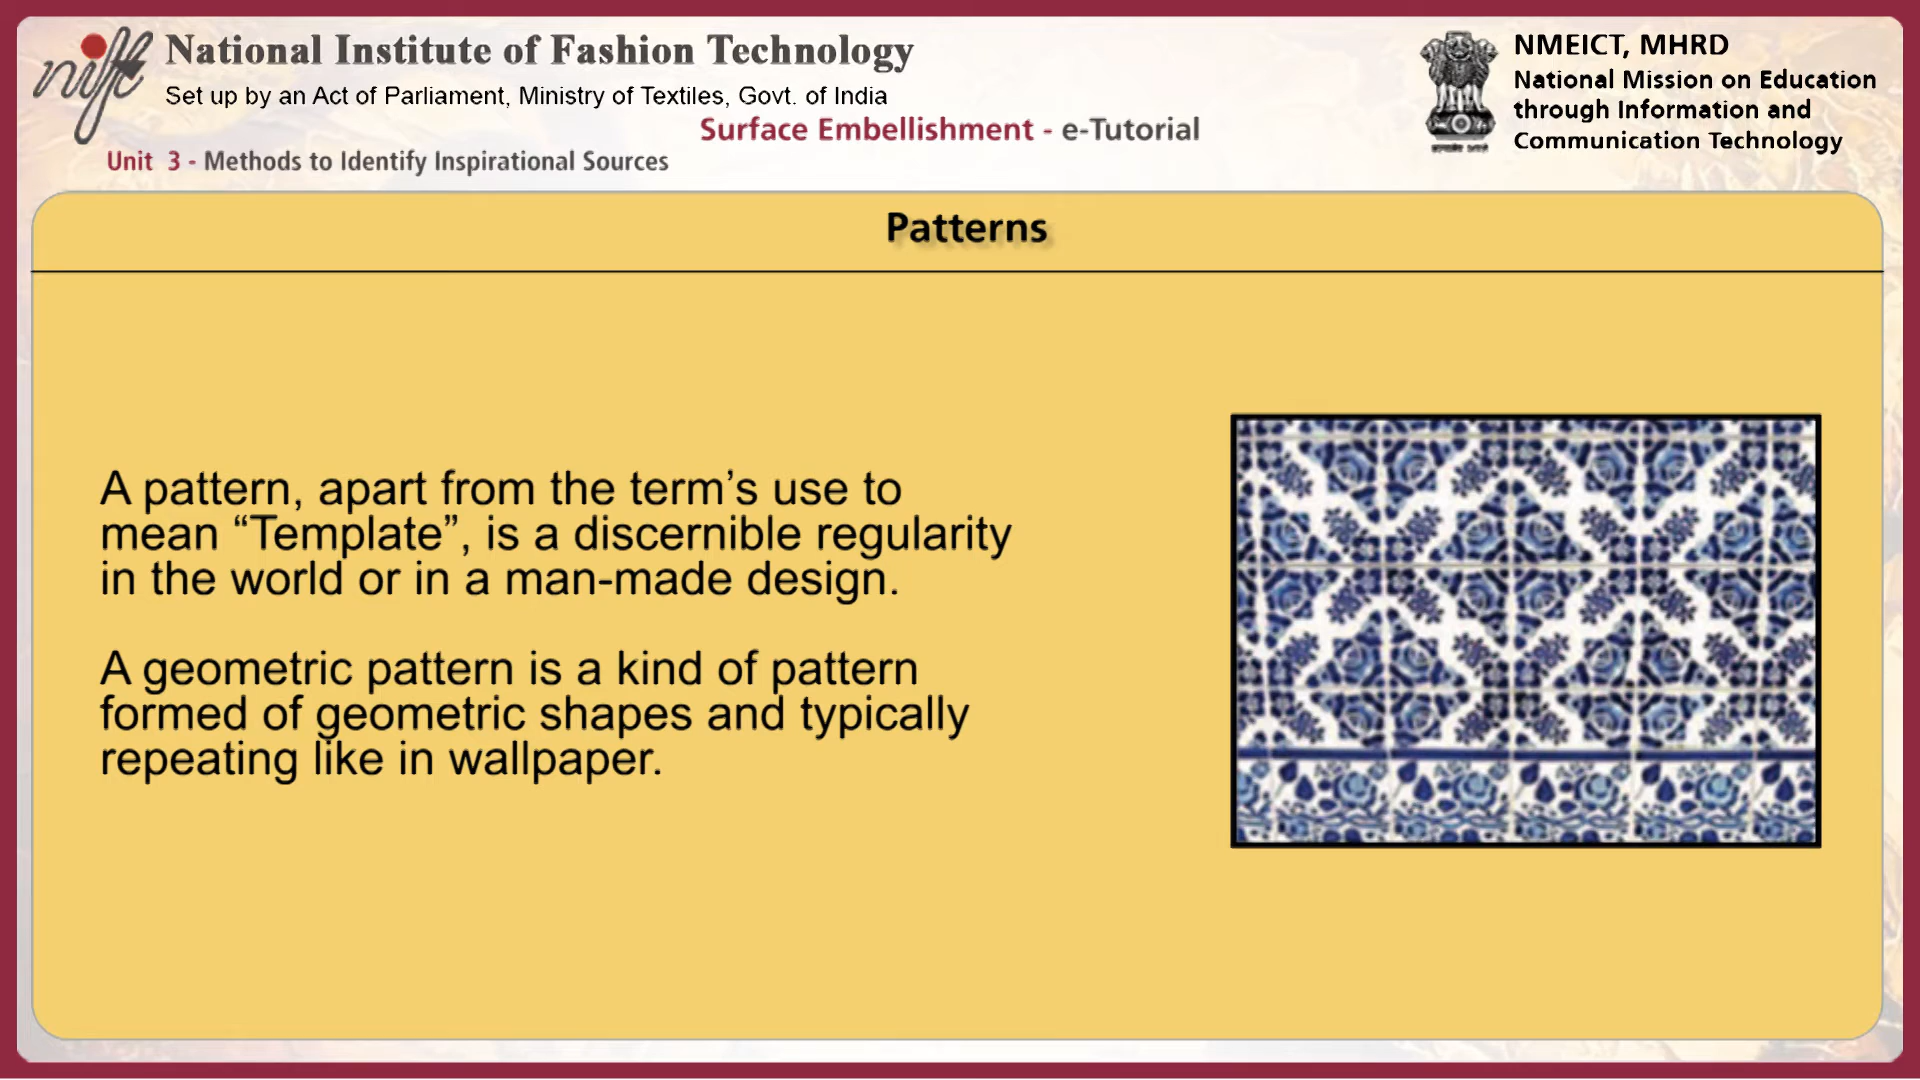 nift
National Institute of Fashion Technology
Set up by an Act of Parliament, Ministry of Textiles, Govt. of India
Surface Embellishment - e-Tutorial
Unit 3 - Methods to Identify Inspirational Sources
NMEICT, MHRD
National Mission on Education
through Information and
Communication Technology
Patterns
A pattern, apart from the term’s use to
mean “Template”, is a discernible regularity
in the world or in a man-made design.
A geometric pattern is a kind of pattern
formed of geometric shapes and typically
repeating like in wallpaper.